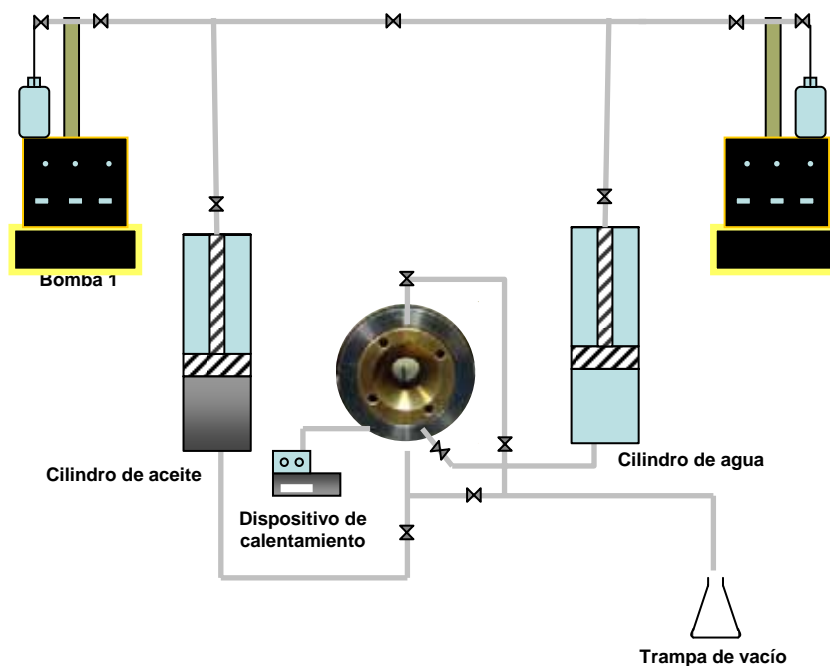 Bomba 1
Cilindro de aceite
Cilindro de agua
Dispositivo de
calentamiento
Trampa de vacío